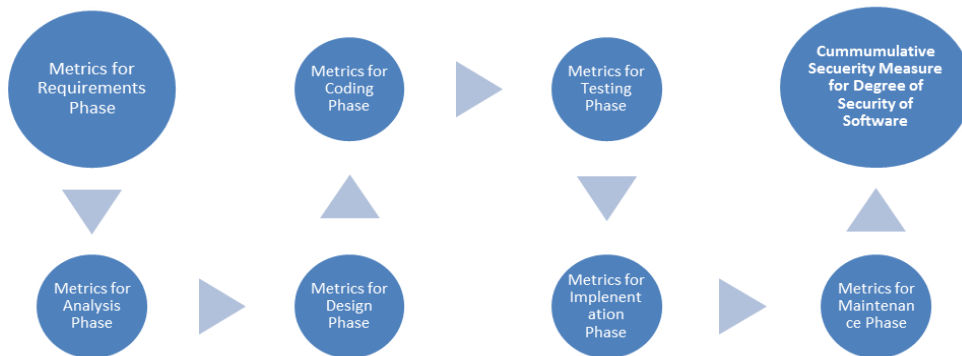 Metrics for
Requirements
Phase
Metrics for
Analysis
Phase
Metrics for
Design
Phase
Metrics for
Coding
Phase
Metrics for
Testing
Phase
Metrics for
Implenent
ation
Phase
Metrics for
Maintenan
ce Phase
Cummumulative
Secuerity Measure
for Degree of
Security of
Software